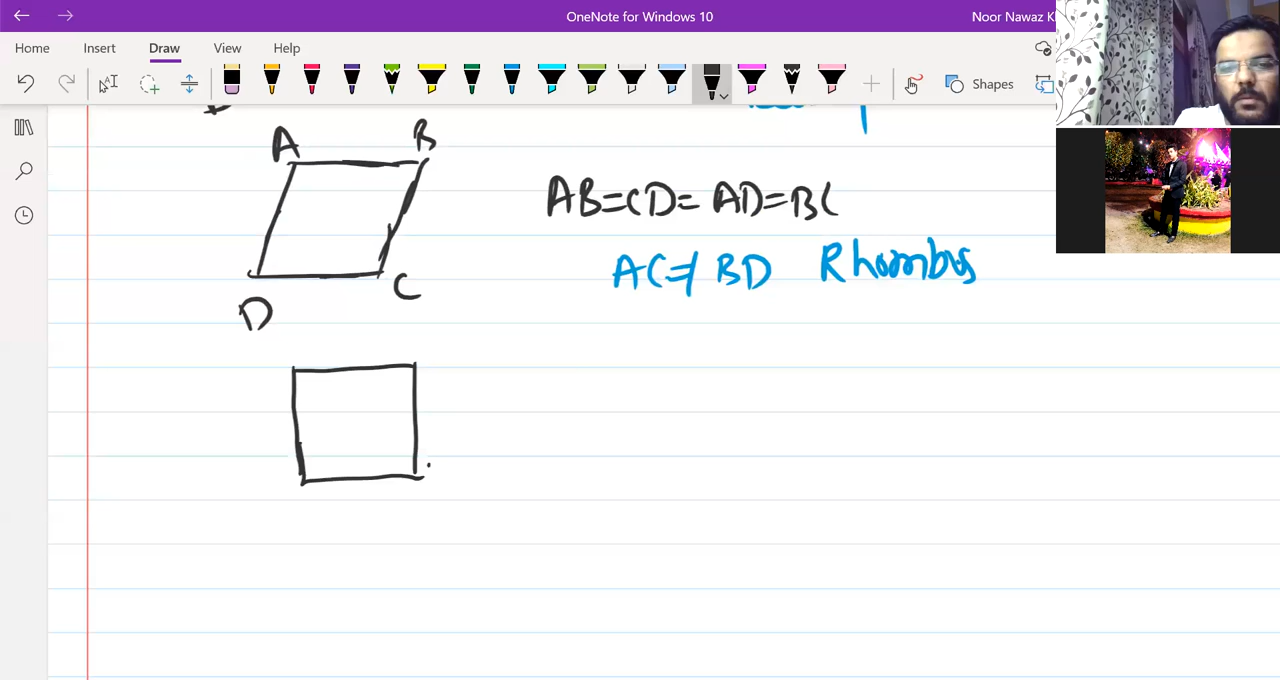 OneNote for Windows 10
Noor Nawaz K
Home Insert Draw View Help
Shapes
A B
AB=CD=AD=BC
AC≠BD Rhombus
C
D